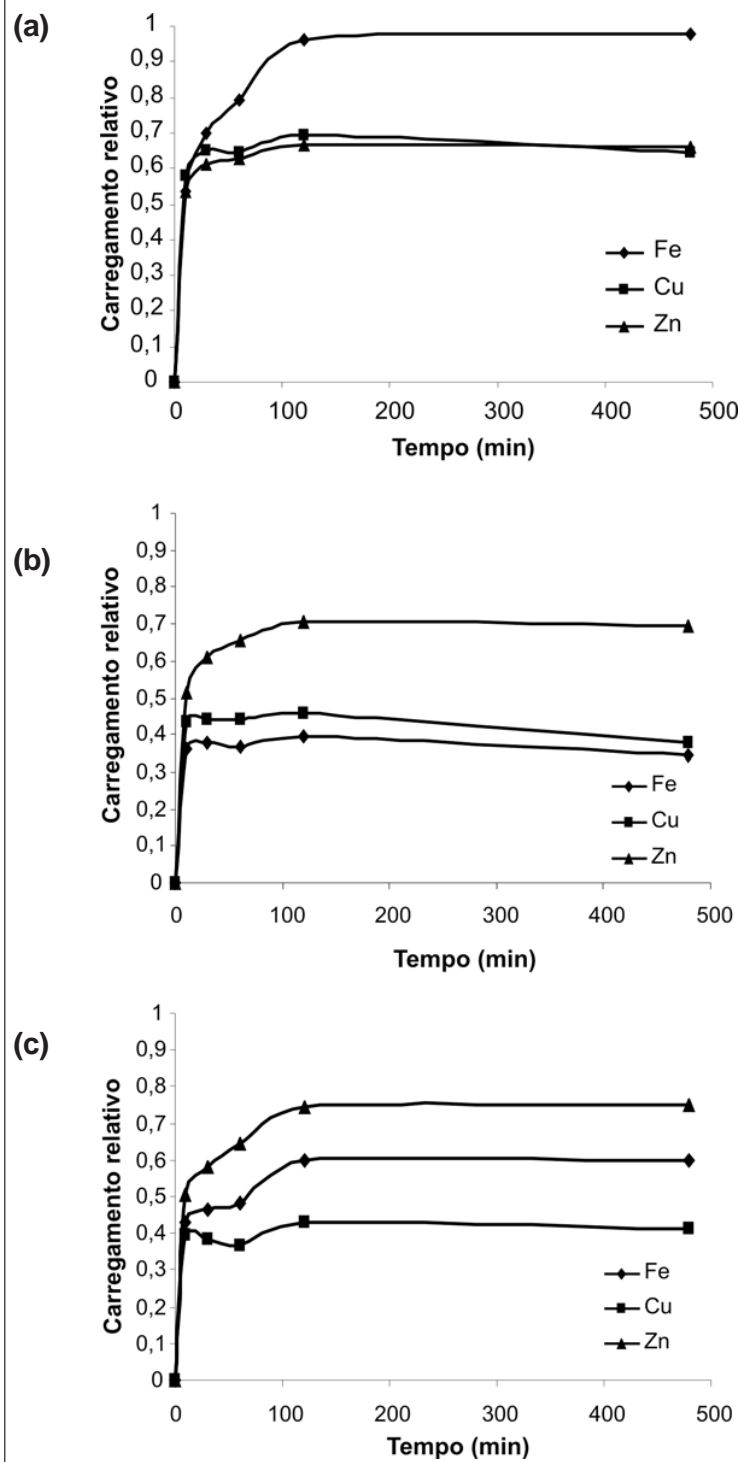 (a)
Carregamento relativo
1
0,9
0,8
0,7
0,6
0,5
0,4
0,3
0,2
0,1
0
0 100 200 300 400 500
Tempo (min)
Fe
Cu
Zn
(b)
Carregamento relativo
1
0,9
0,8
0,7
0,6
0,5
0,4
0,3
0,2
0,1
0
0 100 200 300 400 500
Tempo (min)
Fe
Cu
Zn
(c)
Carregamento relativo
1
0,9
0,8
0,7
0,6
0,5
0,4
0,3
0,2
0,1
0
0 100 200 300 400 500
Tempo (min)
Fe
Cu
Zn